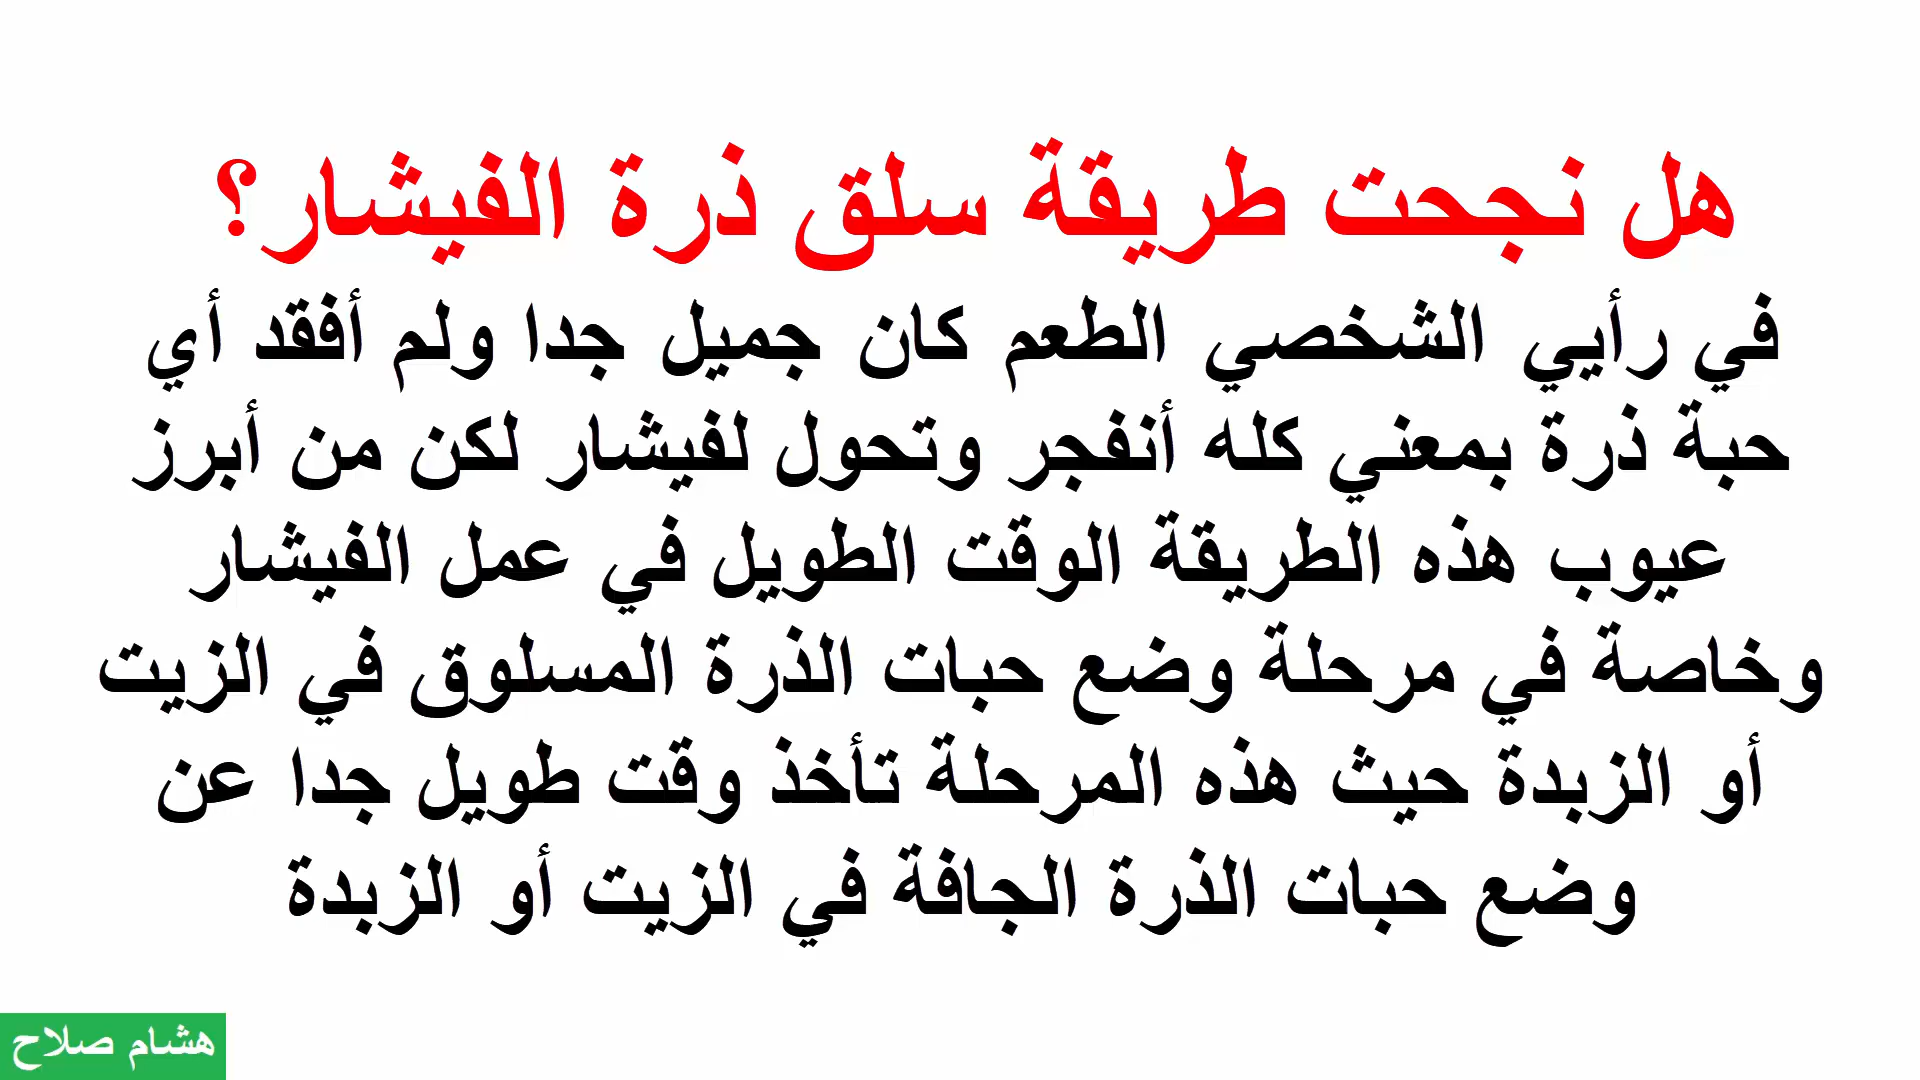 هل نجحت طريقة سلق ذرة الفيشار؟
في رأيي الشخصي الطعم كان جميل جدا ولم أفقد أي
حبة ذرة بمعني كله أنفجر وتحول لفيشار لكن من أبرز
عيوب هذه الطريقة الوقت الطويل في عمل الفيشار
وخاصة في مرحلة وضع حبات الذرة المسلوق في الزيت
أو الزبدة حيث هذه المرحلة تأخذ وقت طويل جدا عن
وضع حبات الذرة الجافة في الزيت أو الزبدة
هشام صلاح